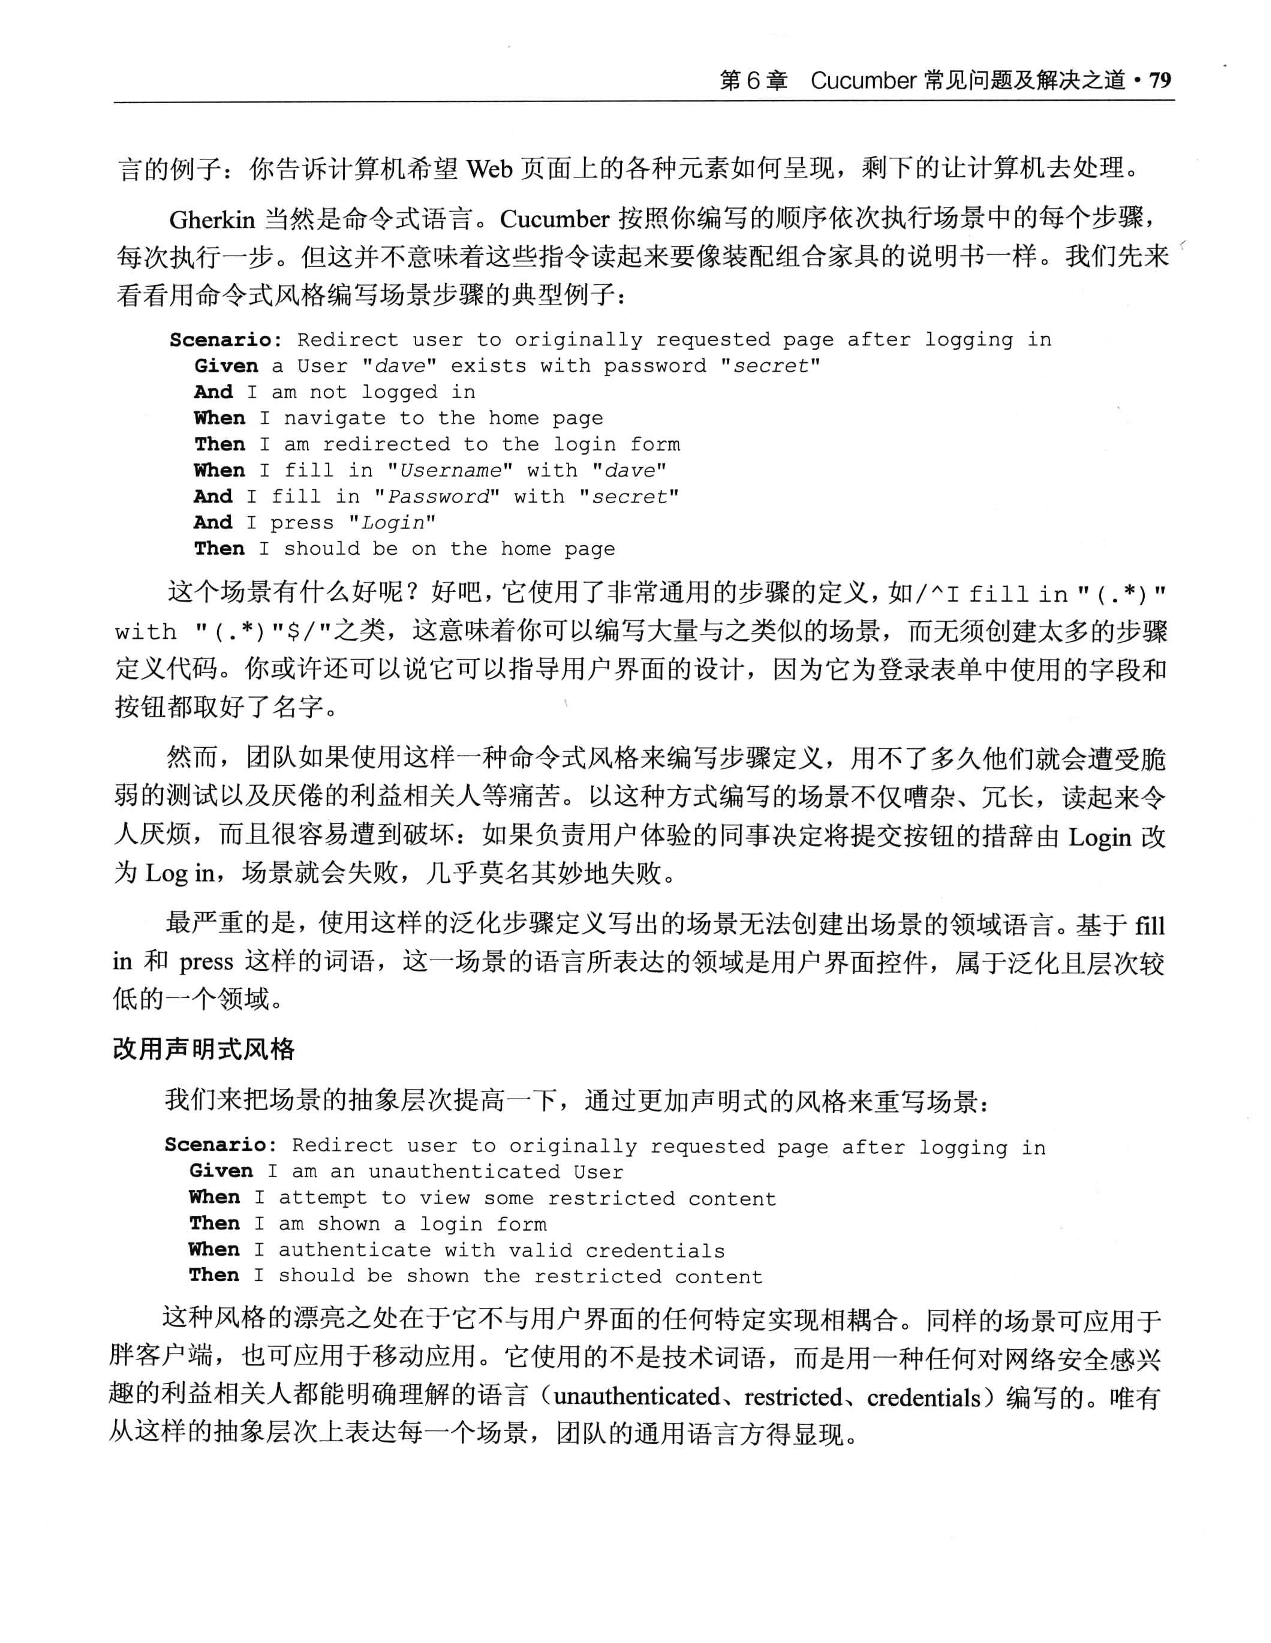 第 6 章　Cucumber 常见问题及解决之道 · 79
言的例子：你告诉计算机希望 Web 页面上的各种元素如何呈现，剩下的让计算机去处理。
Gherkin 当然是命令式语言。Cucumber 按照你编写的顺序依次执行场景中的每个步骤，
每次执行一步。但这并不意味着这些指令读起来要像装配组合家具的说明书一样。我们先来
看看用命令式风格编写场景步骤的典型例子：
Scenario: Redirect user to originally requested page after logging in
Given a User "dave" exists with password "secret"
And I am not logged in
When I navigate to the home page
Then I am redirected to the login form
When I fill in "Username" with "dave"
And I fill in "Password" with "secret"
And I press "Login"
Then I should be on the home page
这个场景有什么好呢？好吧，它使用了非常通用的步骤的定义，如/^I fill in "(.*)"
with "(.*)"$/"之类，这意味着你可以编写大量与之类似的场景，而无须创建太多的步骤
定义代码。你或许还可以说它可以指导用户界面的设计，因为它为登录表单中使用的字段和
按钮都取好了名字。
然而，团队如果使用这样一种命令式风格来编写步骤定义，用不了多久他们就会遭受脆
弱的测试以及厌倦的利益相关人等痛苦。以这种方式编写的场景不仅嘈杂、冗长，读起来令
人厌烦，而且很容易遭到破坏：如果负责用户体验的同事决定将提交按钮的措辞由 Login 改
为 Log in，场景就会失败，几乎莫名其妙地失败。
最严重的是，使用这样的泛化步骤定义写出的场景无法创建出场景的领域语言。基于 fill
in 和 press 这样的词语，这一场景的语言所表达的领域是用户界面控件，属于泛化且层次较
低的一个领域。
改用声明式风格
我们来把场景的抽象层次提高一下，通过更加声明式的风格来重写场景：
Scenario: Redirect user to originally requested page after logging in
Given I am an unauthenticated User
When I attempt to view some restricted content
Then I am shown a login form
When I authenticate with valid credentials
Then I should be shown the restricted content
这种风格的漂亮之处在于它不与用户界面的任何特定实现相耦合。同样的场景可应用于
胖客户端，也可应用于移动应用。它使用的不是技术词语，而是用一种任何对网络安全感兴
趣的利益相关人都能明确理解的语言（unauthenticated、restricted、credentials）编写的。唯有
从这样的抽象层次上表达每一个场景，团队的通用语言方得显现。